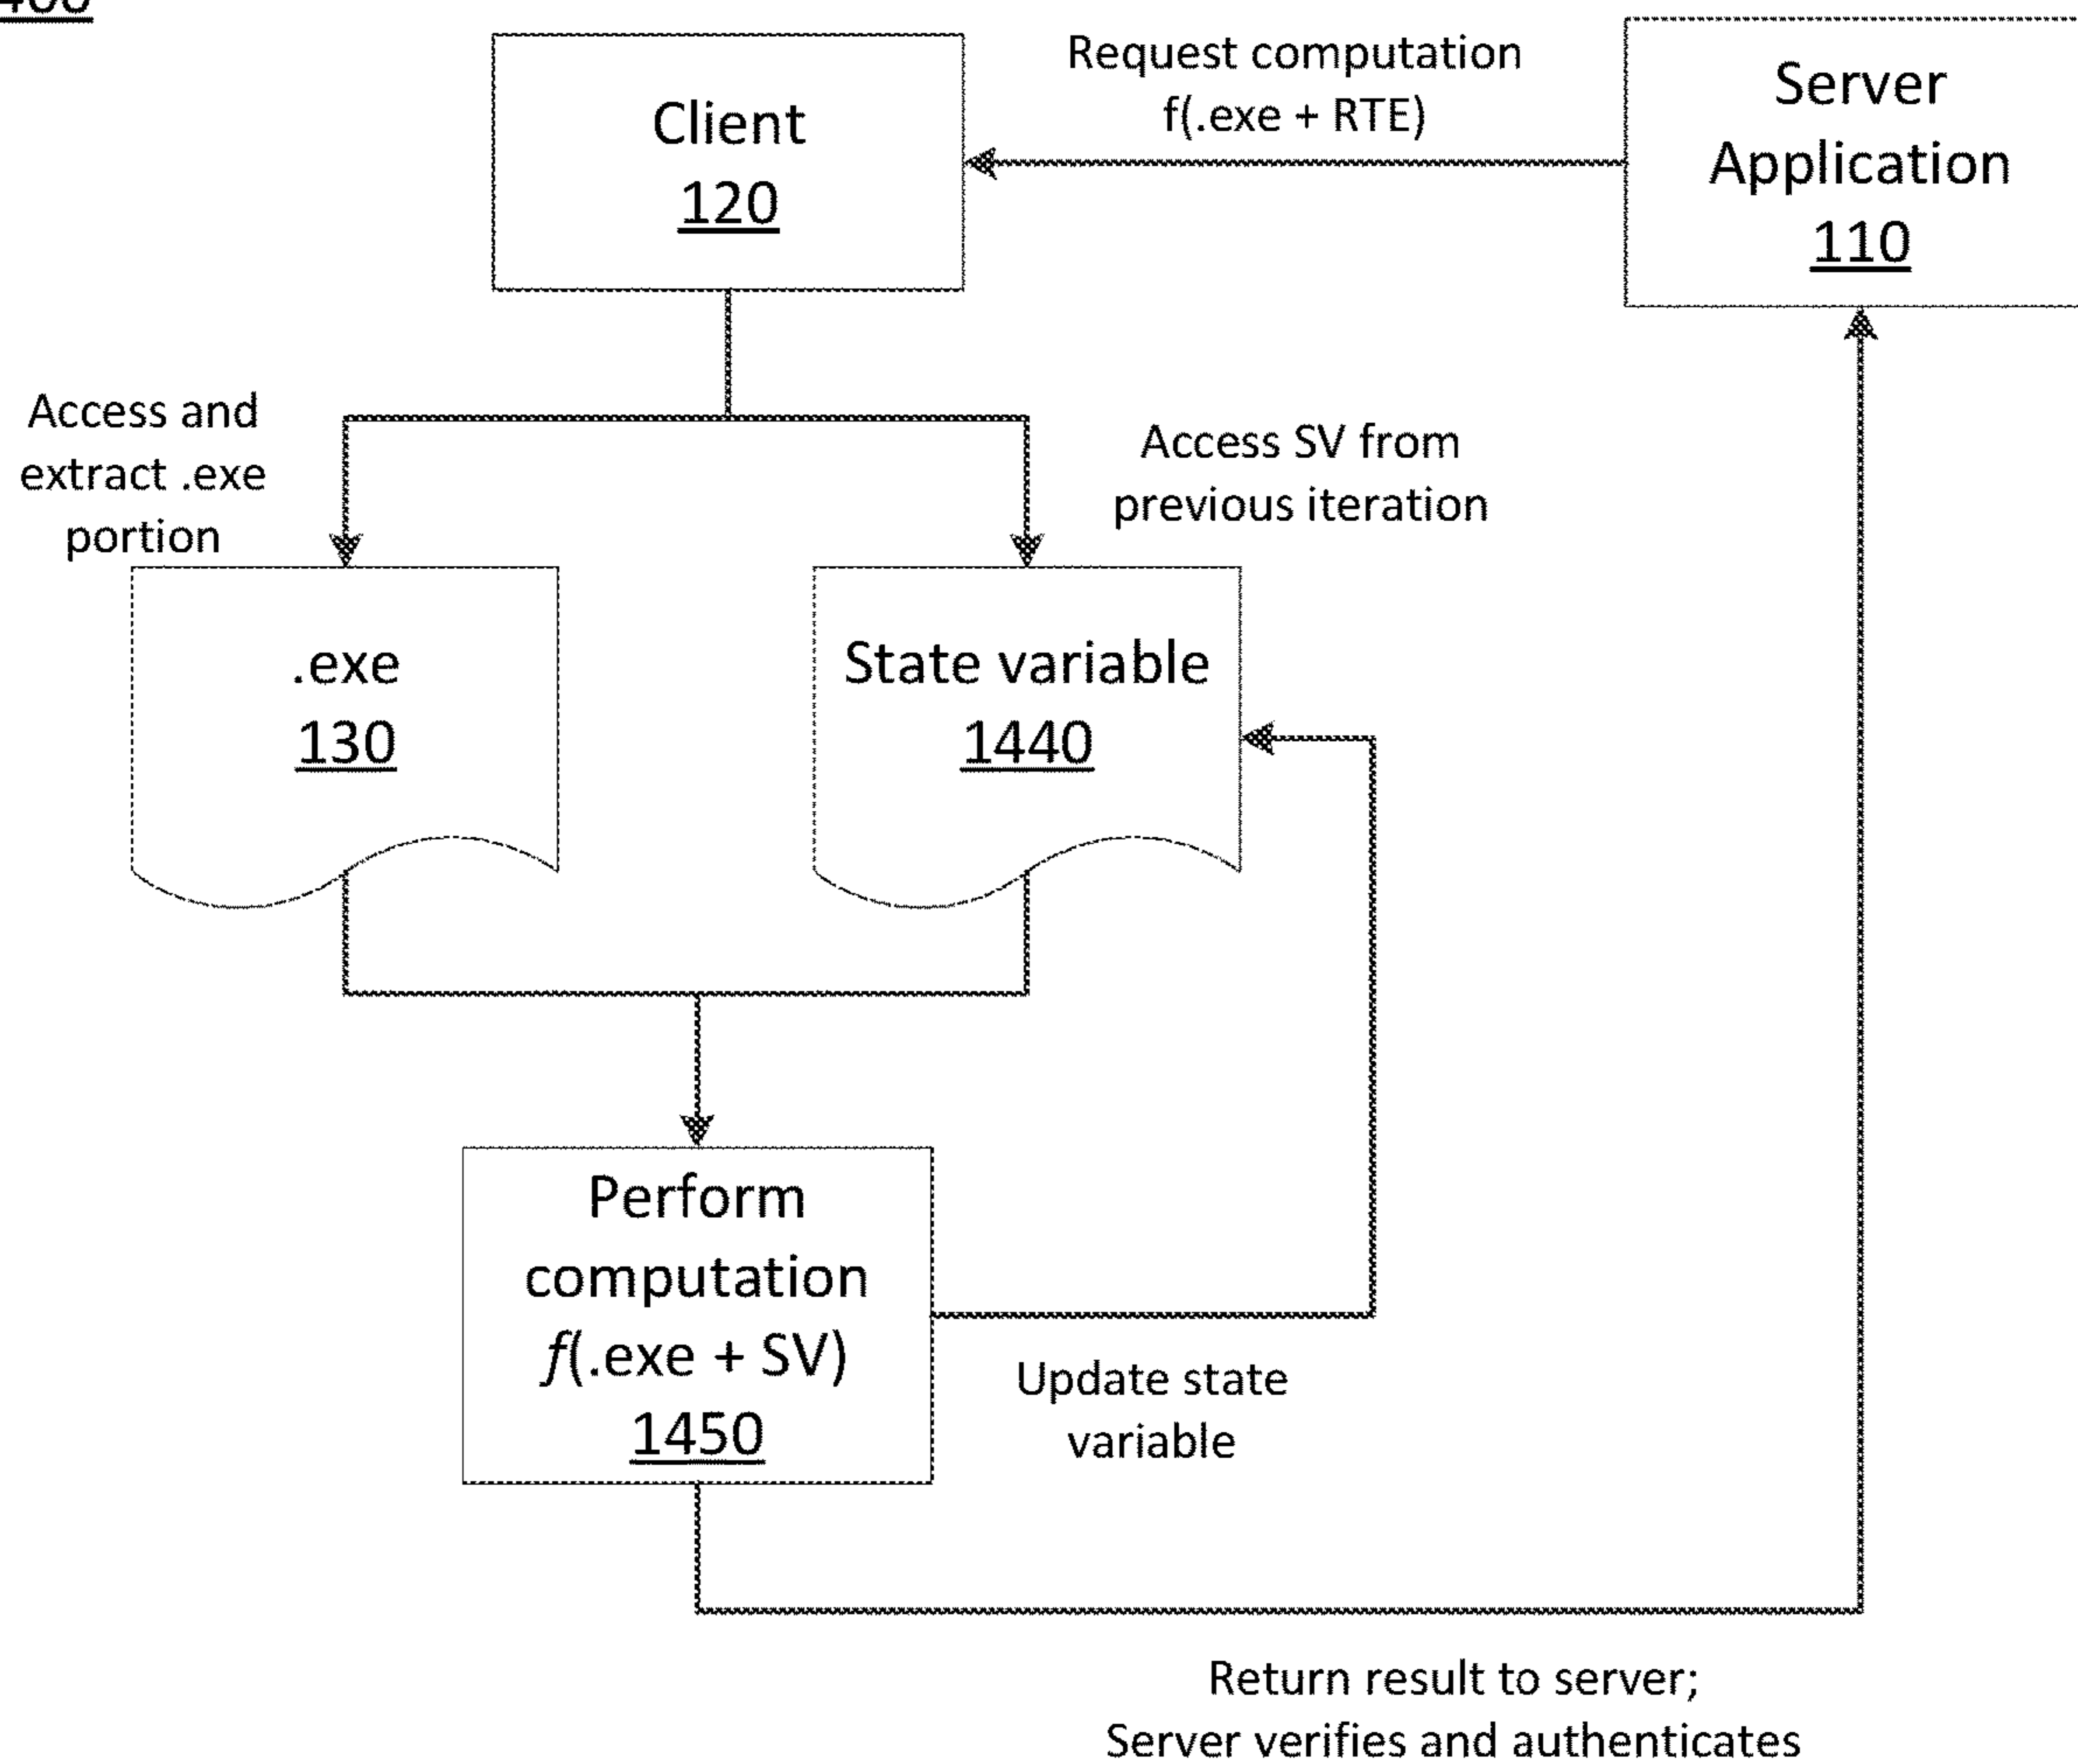 Client
120
Request computation
f(.exe + RTE)
Server
Application
110
Access and
extract .exe
portion
Access SV from
previous iteration
.exe
130
State variable
1440
Perform
computation
f(.exe + SV)
1450
Update state
variable
Return result to server;
Server verifies and authenticates